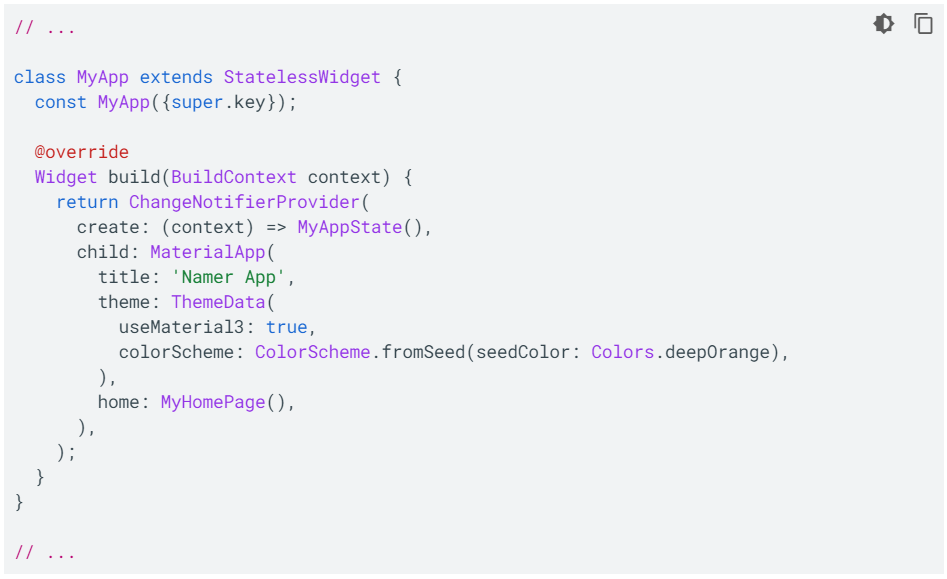 // ...
class MyApp extends StatelessWidget {
  const MyApp({super.key});
  @override
  Widget build(BuildContext context) {
    return ChangeNotifierProvider(
      create: (context) => MyAppState(),
      child: MaterialApp(
        title: 'Namer App',
        theme: ThemeData(
          useMaterial3: true,
          colorScheme: ColorScheme.fromSeed(seedColor: Colors.deepOrange),
        ),
        home: MyHomePage(),
      ),
    );
  }
}
// ...